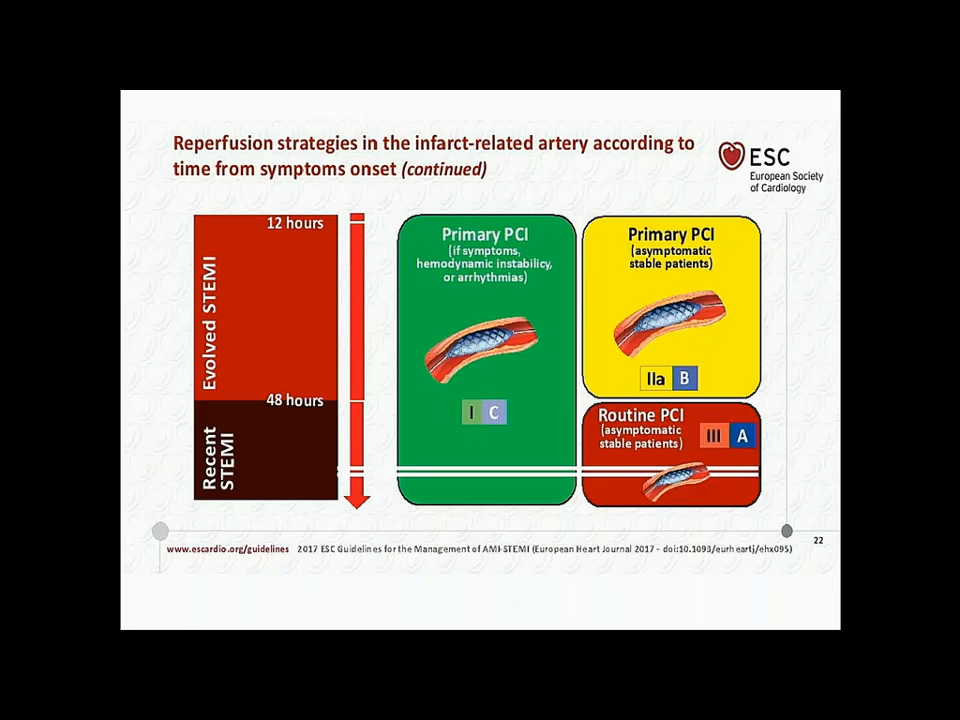 Reperfusion strategies in the infarct-related artery according to
time from symptoms onset (continued)
ESC
European Society
of Cardiology
12 hours
Evolved STEMI
48 hours
Recent
STEMI
Primary PCI
(if symptoms,
hemodynamic instability,
or arrhythmias)
I C
Primary PCI
(asymptomatic
stable patients)
IIa B
Routine PCI
(asymptomatic
stable patients)
III A
22
www.escardio.org/guidelines 2017 ESC Guidelines for the Management of AMI-STEMI (European Heart Journal 2017 - doi:10.1093/eurheartj/ehx095)